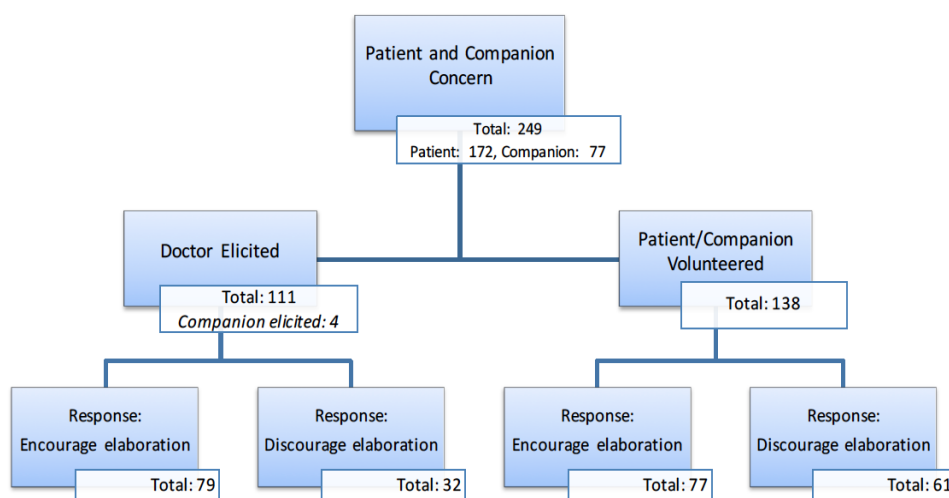 Patient and Companion
Concern
Total: 249
Patient: 172, Companion: 77
Doctor Elicited
Total: 111
Companion elicited: 4
Patient/Companion
Volunteered
Total: 138
Response:
Encourage elaboration
Total: 79
Response:
Discourage elaboration
Total: 32
Response:
Encourage elaboration
Total: 77
Response:
Discourage elaboration
Total: 61